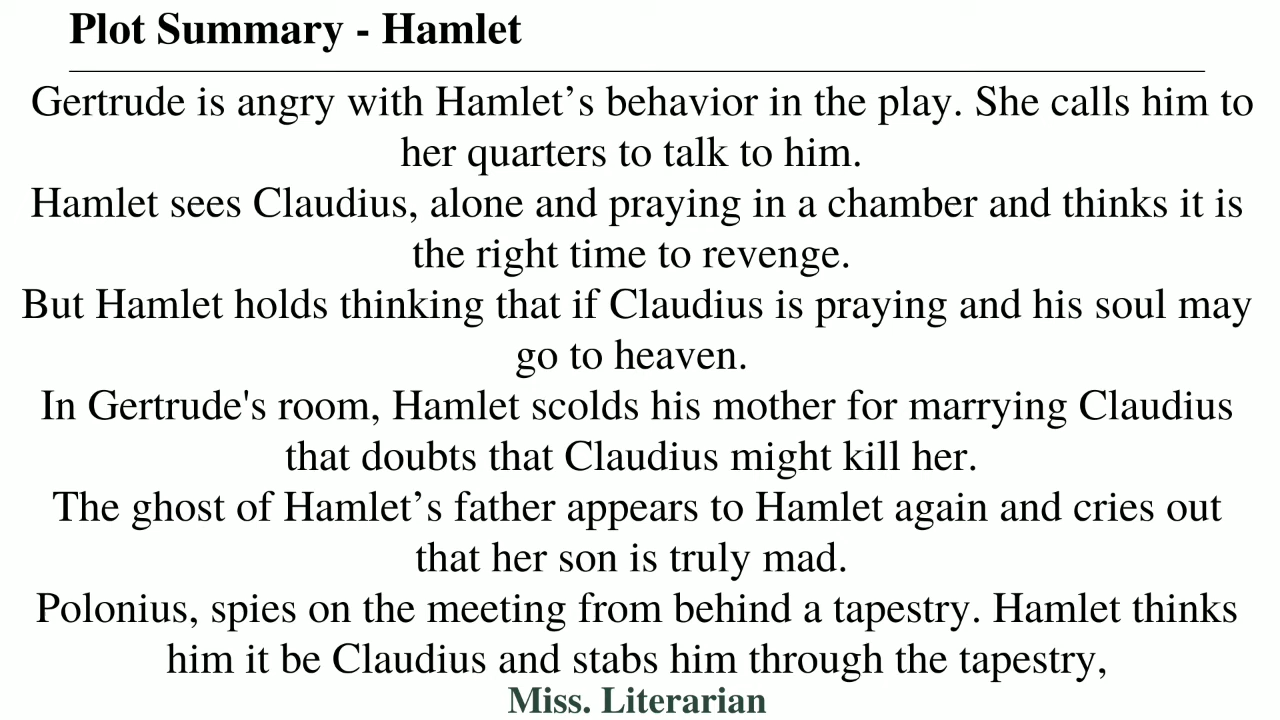 Plot Summary - Hamlet
Gertrude is angry with Hamlet’s behavior in the play. She calls him to
her quarters to talk to him.
Hamlet sees Claudius, alone and praying in a chamber and thinks it is
the right time to revenge.
But Hamlet holds thinking that if Claudius is praying and his soul may
go to heaven.
In Gertrude's room, Hamlet scolds his mother for marrying Claudius
that doubts that Claudius might kill her.
The ghost of Hamlet’s father appears to Hamlet again and cries out
that her son is truly mad.
Polonius, spies on the meeting from behind a tapestry. Hamlet thinks
him it be Claudius and stabs him through the tapestry,
Miss. Literarian